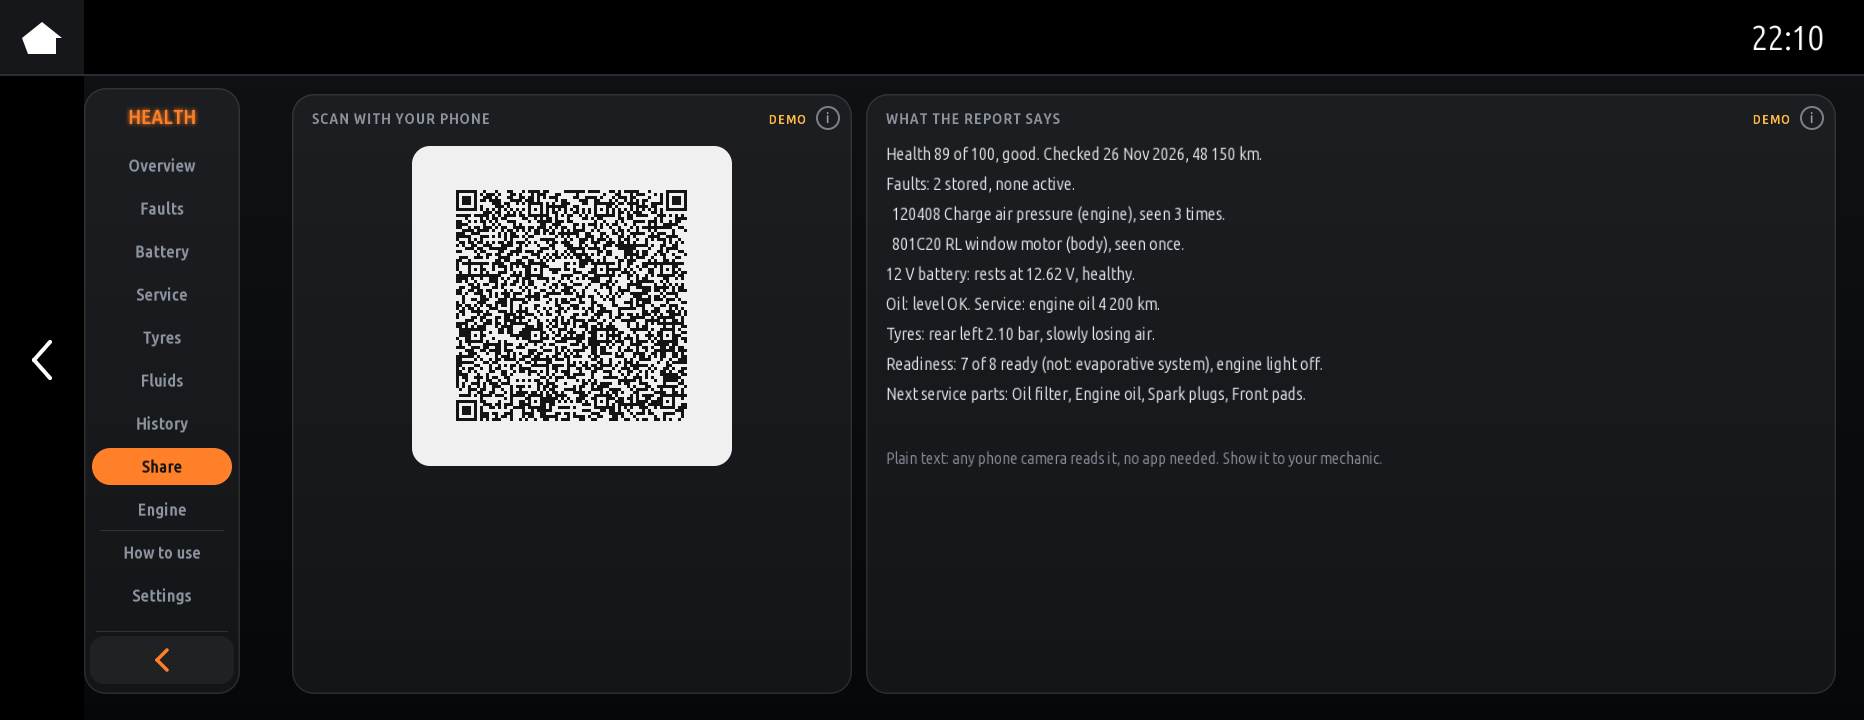 22:10
HEALTH
Overview
Faults
Battery
Service
Tyres
Fluids
History
Share
Engine
How to use
Settings
SCAN WITH YOUR PHONE
DEMO
i
WHAT THE REPORT SAYS
DEMO
i
Health 89 of 100, good. Checked 26 Nov 2026, 48 150 km.
Faults: 2 stored, none active.
120408 Charge air pressure (engine), seen 3 times.
801C20 RL window motor (body), seen once.
12 V battery: rests at 12.62 V, healthy.
Oil: level OK. Service: engine oil 4 200 km.
Tyres: rear left 2.10 bar, slowly losing air.
Readiness: 7 of 8 ready (not: evaporative system), engine light off.
Next service parts: Oil filter, Engine oil, Spark plugs, Front pads.
Plain text: any phone camera reads it, no app needed. Show it to your mechanic.